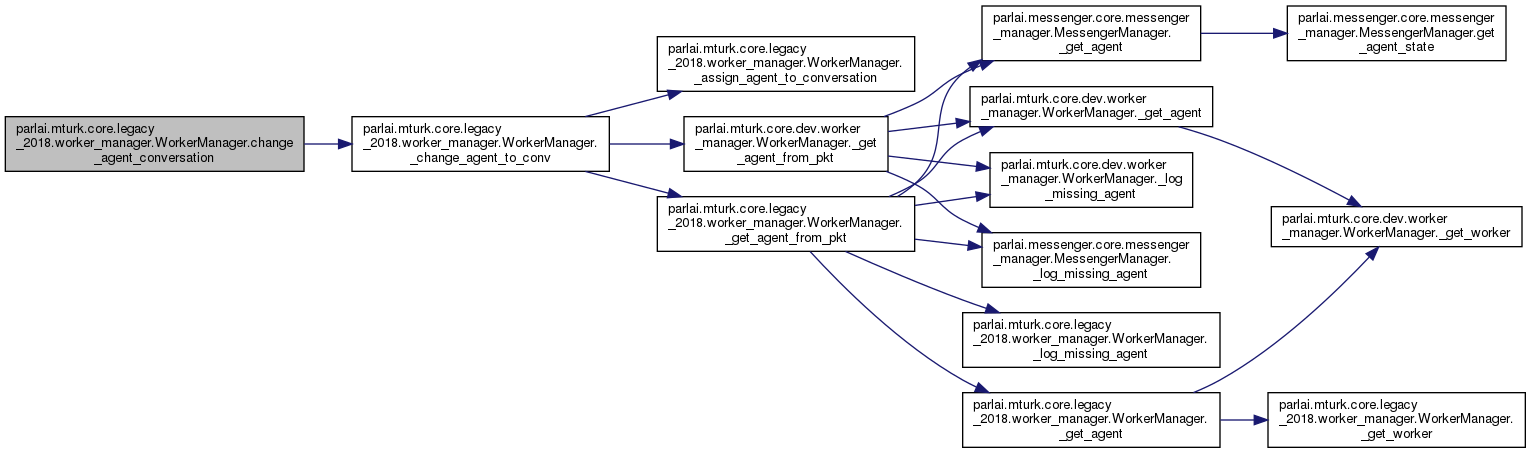 parlai.mturk.core.legacy
_2018.worker_manager.WorkerManager.change
_agent_conversation
parlai.mturk.core.legacy
_2018.worker_manager.WorkerManager.
_change_agent_to_conv
parlai.mturk.core.legacy
_2018.worker_manager.WorkerManager.
_assign_agent_to_conversation
parlai.mturk.core.dev.worker
_manager.WorkerManager._get
_agent_from_pkt
parlai.mturk.core.legacy
_2018.worker_manager.WorkerManager.
_get_agent_from_pkt
parlai.messenger.core.messenger
_manager.MessengerManager.
_get_agent
parlai.mturk.core.dev.worker
_manager.WorkerManager._get_agent
parlai.mturk.core.dev.worker
_manager.WorkerManager._log
_missing_agent
parlai.messenger.core.messenger
_manager.MessengerManager.
_log_missing_agent
parlai.mturk.core.legacy
_2018.worker_manager.WorkerManager.
_log_missing_agent
parlai.mturk.core.legacy
_2018.worker_manager.WorkerManager.
_get_agent
parlai.messenger.core.messenger
_manager.MessengerManager.get
_agent_state
parlai.mturk.core.dev.worker
_manager.WorkerManager._get_worker
parlai.mturk.core.legacy
_2018.worker_manager.WorkerManager.
_get_worker